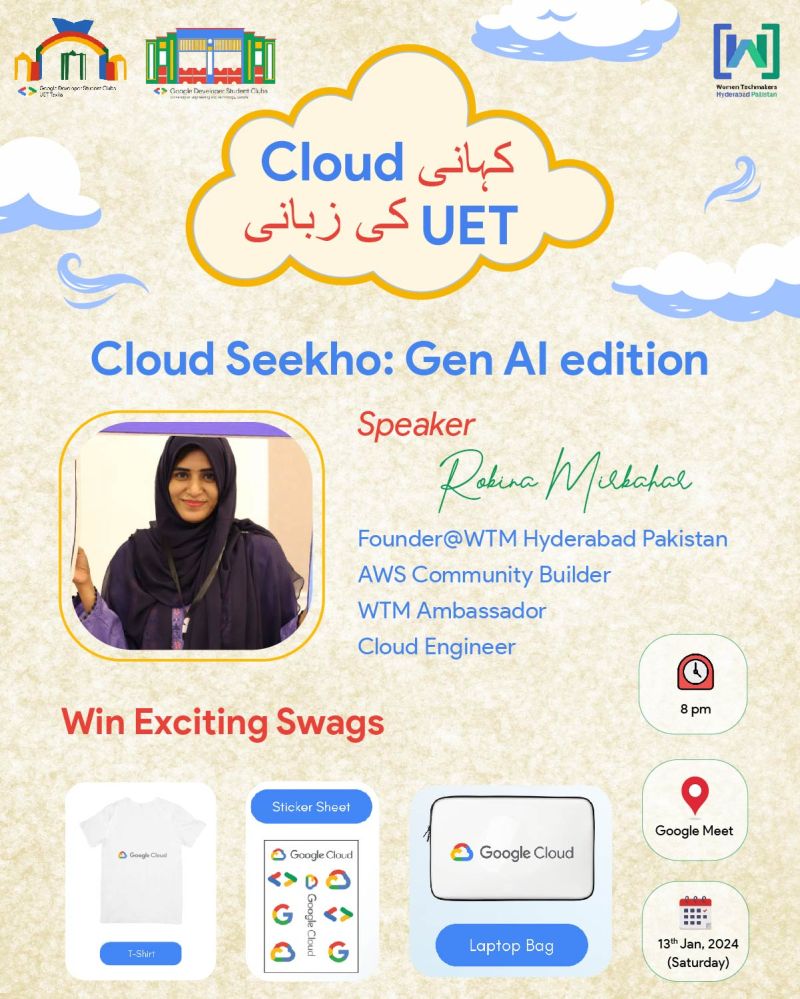 Google Developer Student Clubs
UET Taxila
Google Developer Student Clubs
Women Techmakers
Hyderabad Pakistan
کہانی Cloud
UET کی زبانی
Cloud Seekho: Gen AI edition
Speaker
Robina Mirbahar
Founder@WTM Hyderabad Pakistan
AWS Community Builder
WTM Ambassador
Cloud Engineer
8 pm
Win Exciting Swags
Google Meet
Google Cloud
T-Shirt
Sticker Sheet
Google Cloud
Google Cloud
Google Cloud
Laptop Bag
13th Jan, 2024
(Saturday)